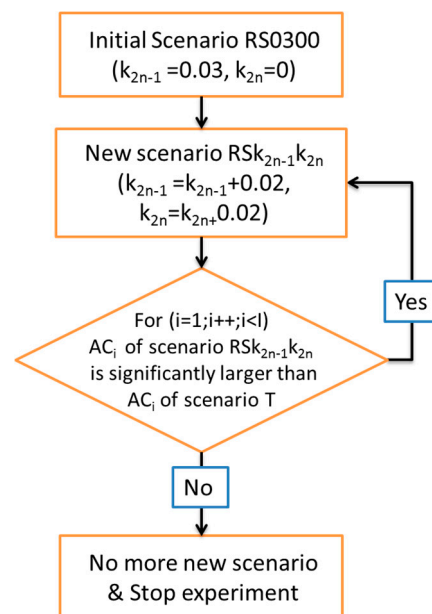 Initial Scenario RS0300
(k2n-1 =0.03, k2n=0)
New scenario RSk2n-1k2n
(k2n-1 =k2n-1+0.02,
k2n=k2n+0.02)
For (i=1;i++;i<I)
ACi of scenario RSk2n-1k2n
is significantly larger than
ACi of scenario T
Yes
No
No more new scenario
& Stop experiment